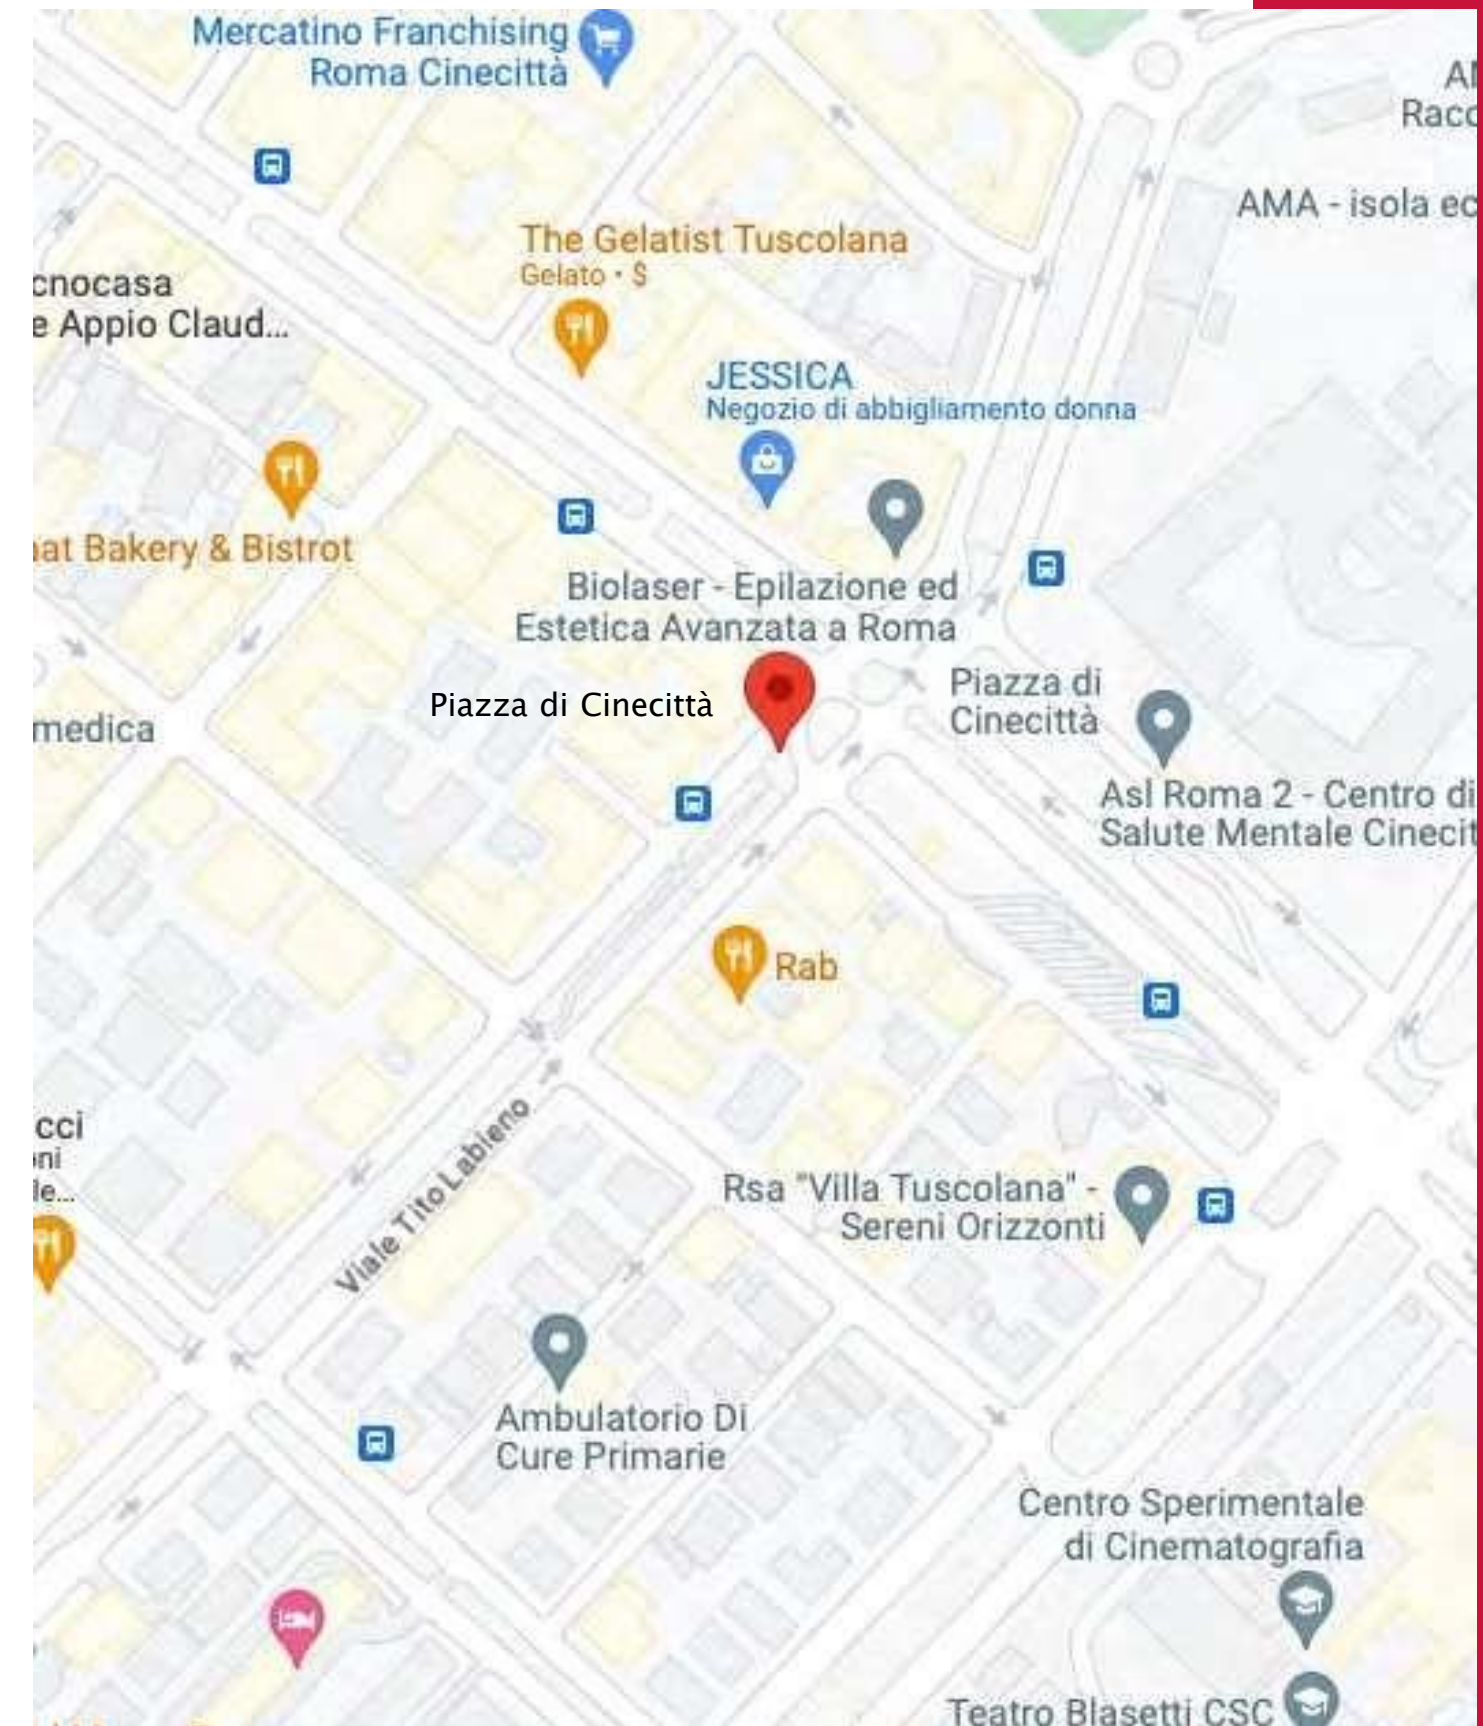 Mercatino Franchising
Roma Cinecittà
AMA - isola
The Gelatist Tuscolana
Gelato · $
cnocasa
e Appio Claud...
JESSICA
Negozio di abbigliamento donna
Bakery & Bistrot
Biolaser - Epilazione ed
Estetica Avanzata a Roma
Piazza di Cinecittà
Piazza di
Cinecittà
medica
Asl Roma 2 - Centro di
Salute Mentale Cinecit
Rab
cci
Viale Tito Labieno
Rsa "Villa Tuscolana" -
Sereni Orizzonti
Ambulatorio Di
Cure Primarie
Centro Sperimentale
di Cinematografia
Teatro Blasetti CSC